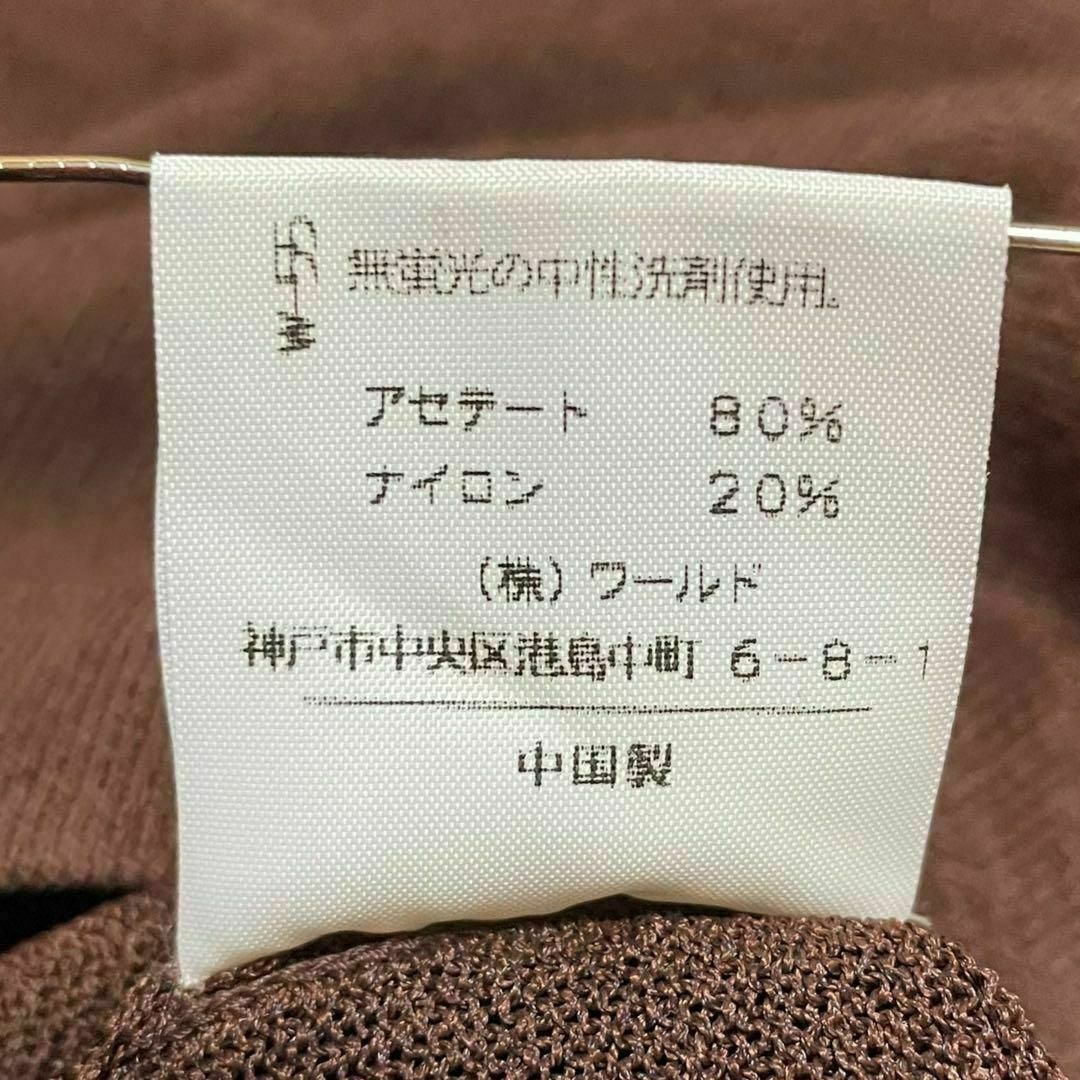 無蛍光の中性洗剤使用。
アセテート 80%
ナイロン 20%
(株)ワールド
神戸市中央区港島中町 6-8-1
中国製